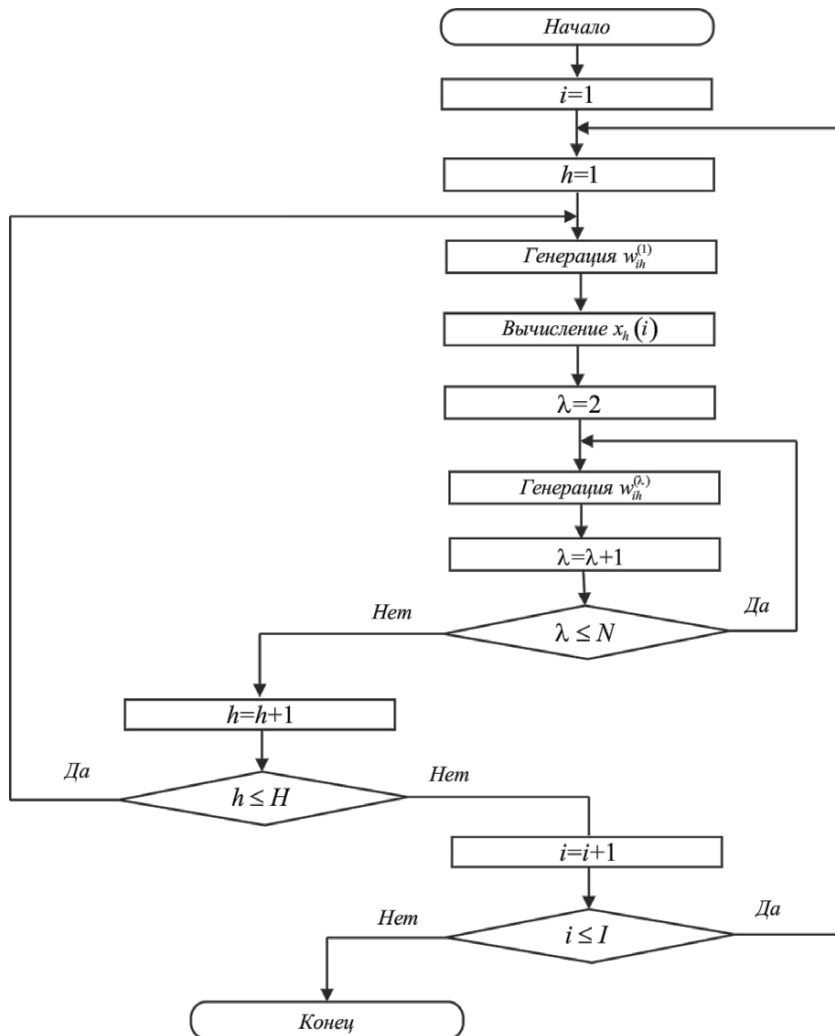 Начало
i=1
h=1
Генерация w_{ih}^{(1)}
Вычисление x_h(i)
λ=2
Генерация w_{ih}^{(λ)}
λ=λ+1
Нет
Да
λ ≤ N
h=h+1
Да
Нет
h ≤ H
i=i+1
Нет
Да
i ≤ I
Конец